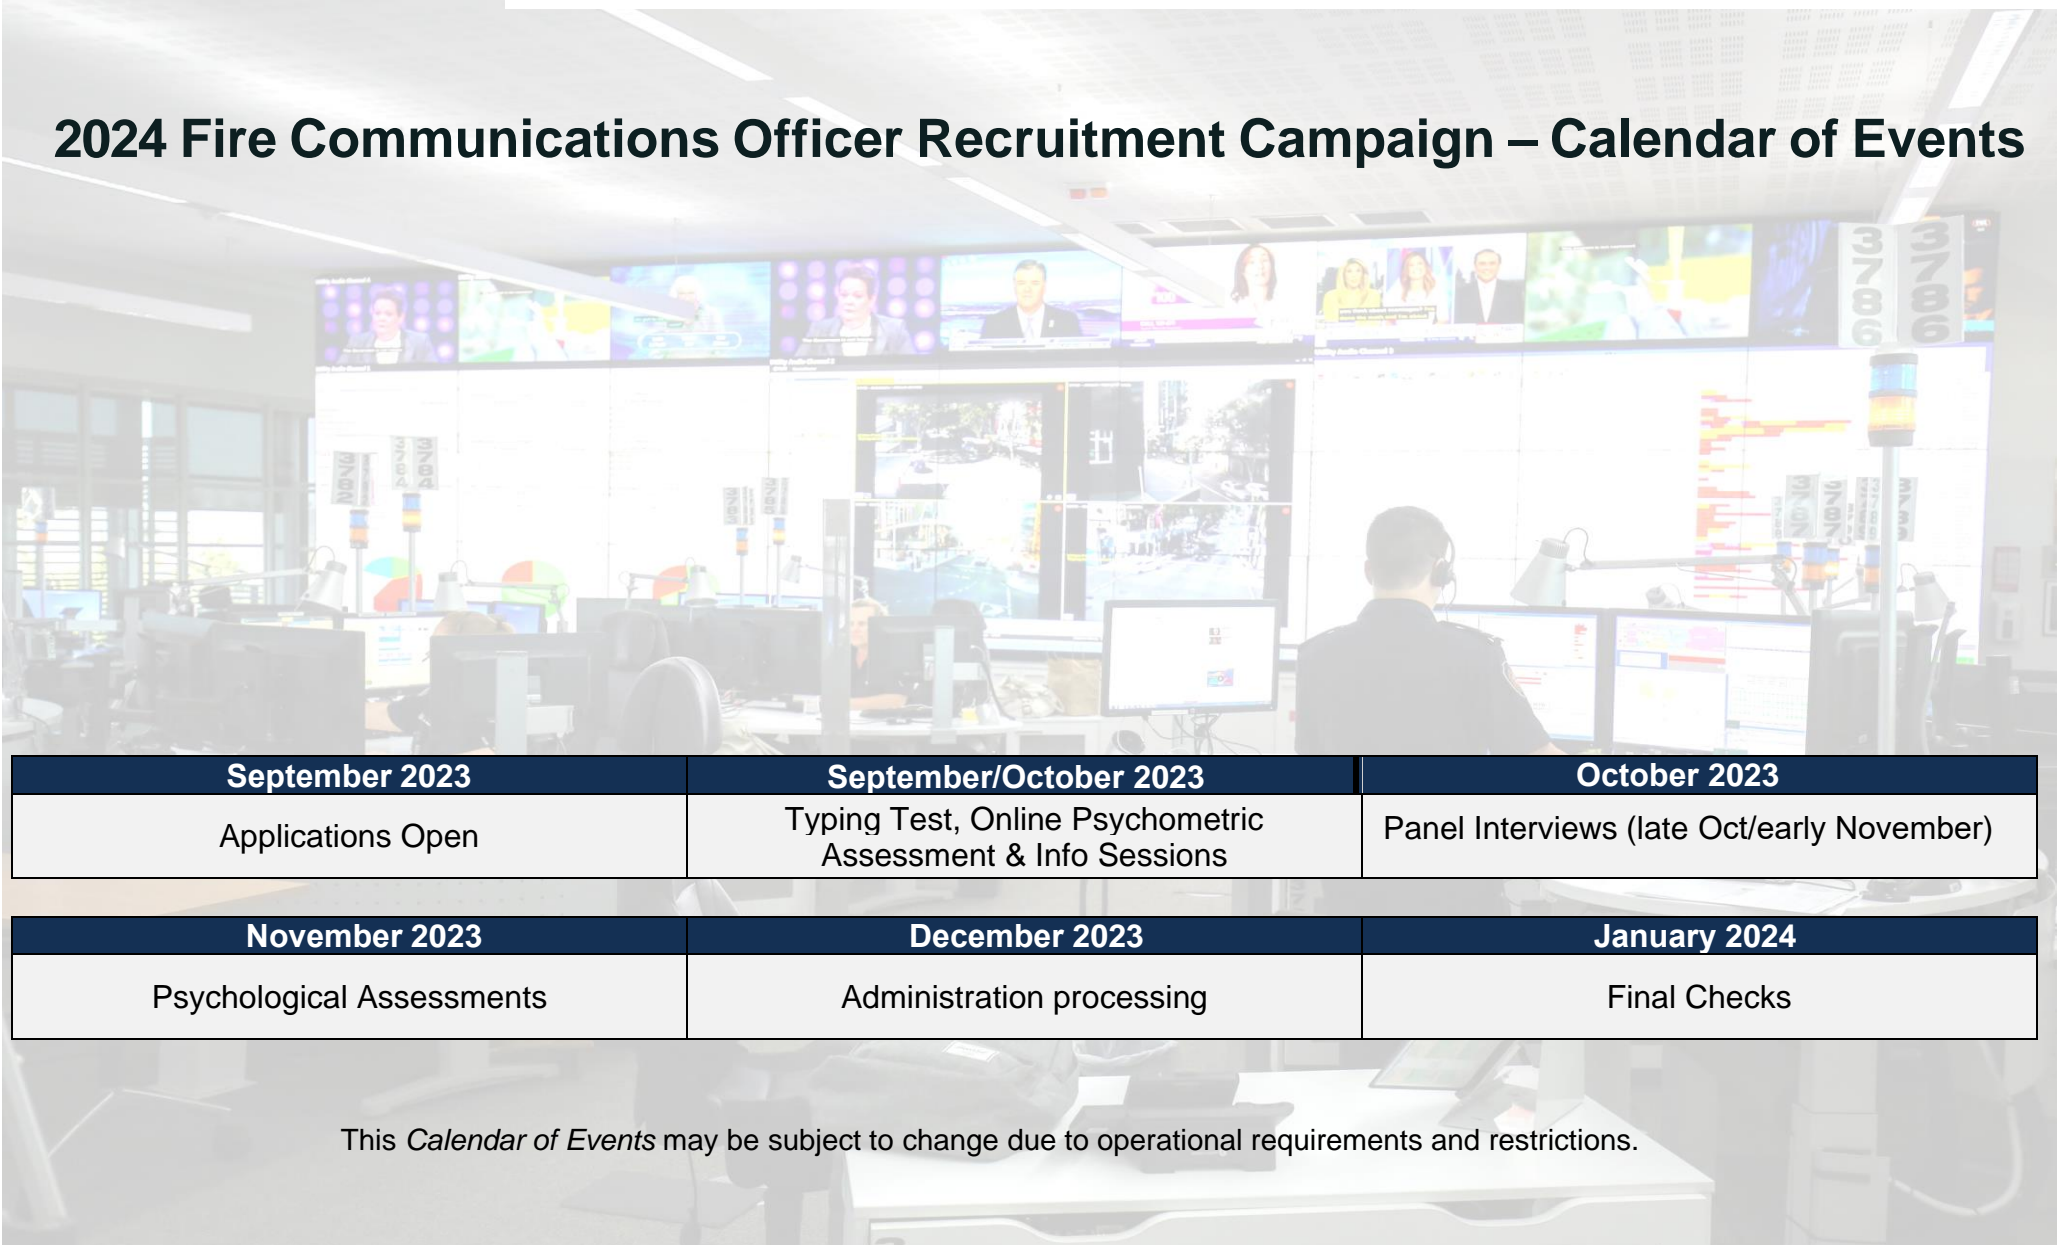 2024 Fire Communications Officer Recruitment Campaign – Calendar of Events
3786
3786
September 2023
September/October 2023
October 2023
Applications Open
Typing Test, Online Psychometric
Assessment & Info Sessions
Panel Interviews (late Oct/early November)
November 2023
December 2023
January 2024
Psychological Assessments
Administration processing
Final Checks
This Calendar of Events may be subject to change due to operational requirements and restrictions.